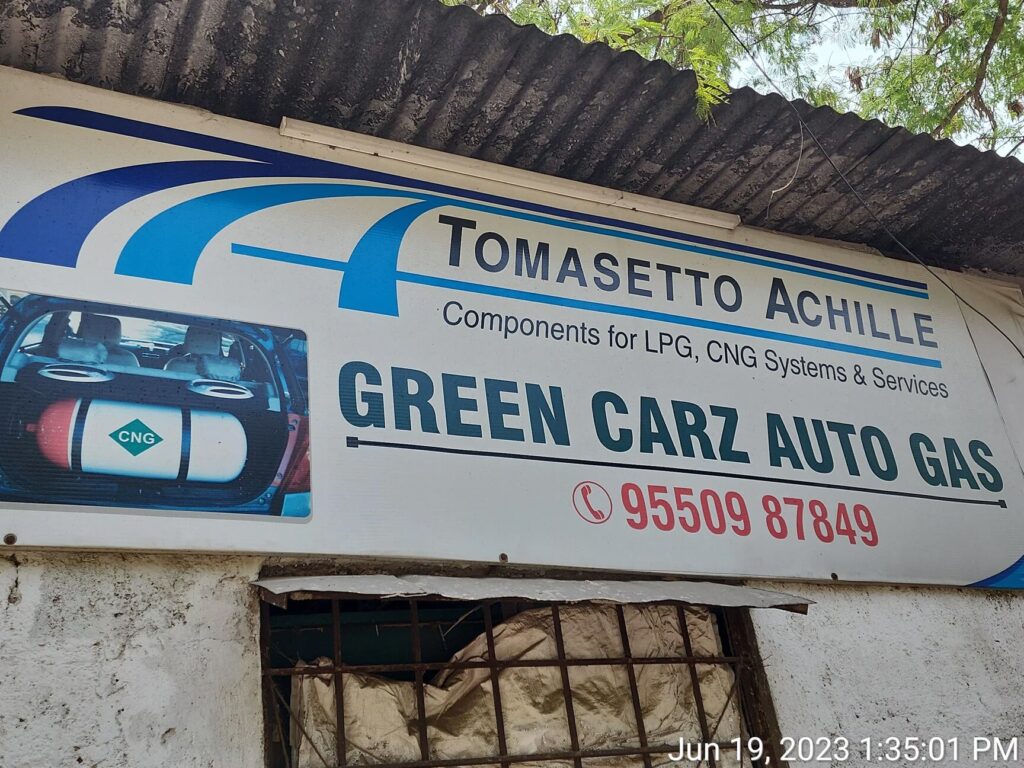 TOMASETTO ACHILLE
Components for LPG, CNG Systems & Services
CNG
GREEN CARZ AUTO GAS
95509 87849
Jun 19, 2023 1:35:01 PM